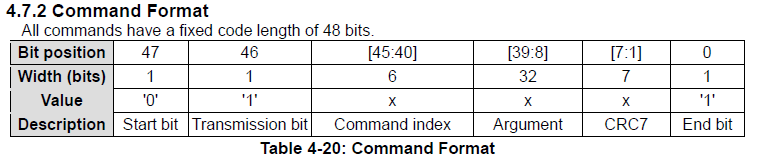 4.7.2 Command Format
All commands have a fixed code length of 48 bits.
Bit position 47 46 [45:40] [39:8] [7:1] 0
Width (bits) 1 1 6 32 7 1
Value '0' '1' x x x '1'
Description Start bit Transmission bit Command index Argument CRC7 End bit
Table 4-20: Command Format